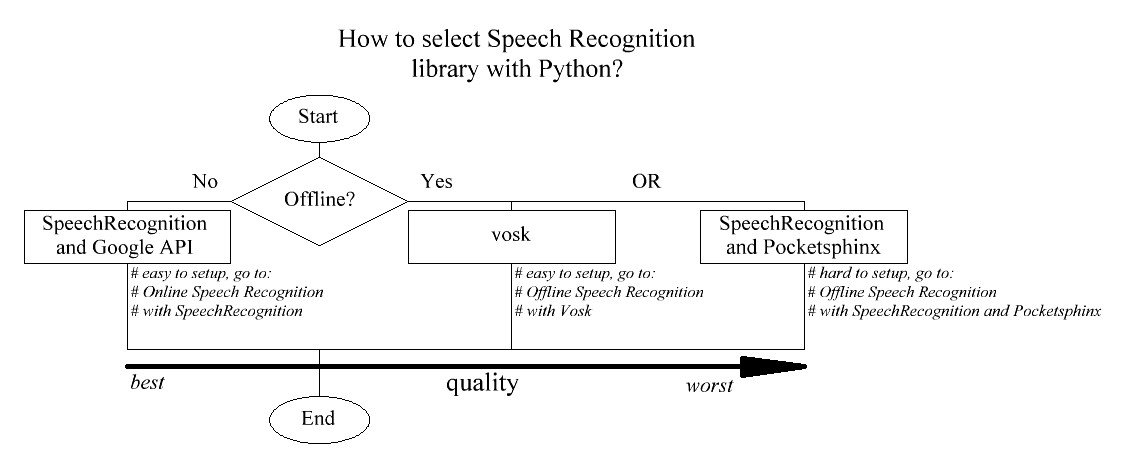 How to select Speech Recognition
library with Python?
Start
No
Offline?
Yes
OR
SpeechRecognition
and Google API
vosk
SpeechRecognition
and Pocketsphinx
# easy to setup, go to:
# Online Speech Recognition
# with SpeechRecognition
# easy to setup, go to:
# Offline Speech Recognition
# with Vosk
# hard to setup, go to:
# Offline Speech Recognition
# with SpeechRecognition and Pocketsphinx
best
quality
worst
End